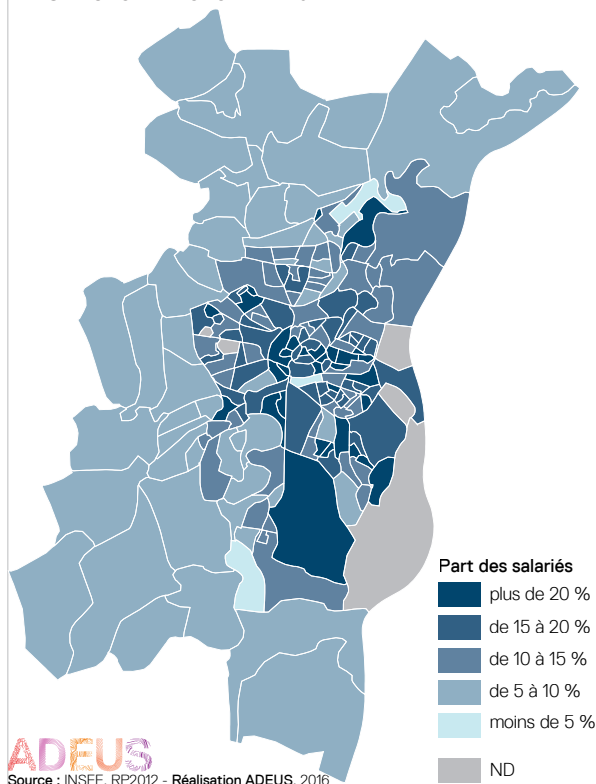 Part des salariés
plus de 20 %
de 15 à 20 %
de 10 à 15 %
de 5 à 10 %
moins de 5 %
ND
ADEUS
Source : INSEE, RP2012 - Réalisation ADEUS, 2016